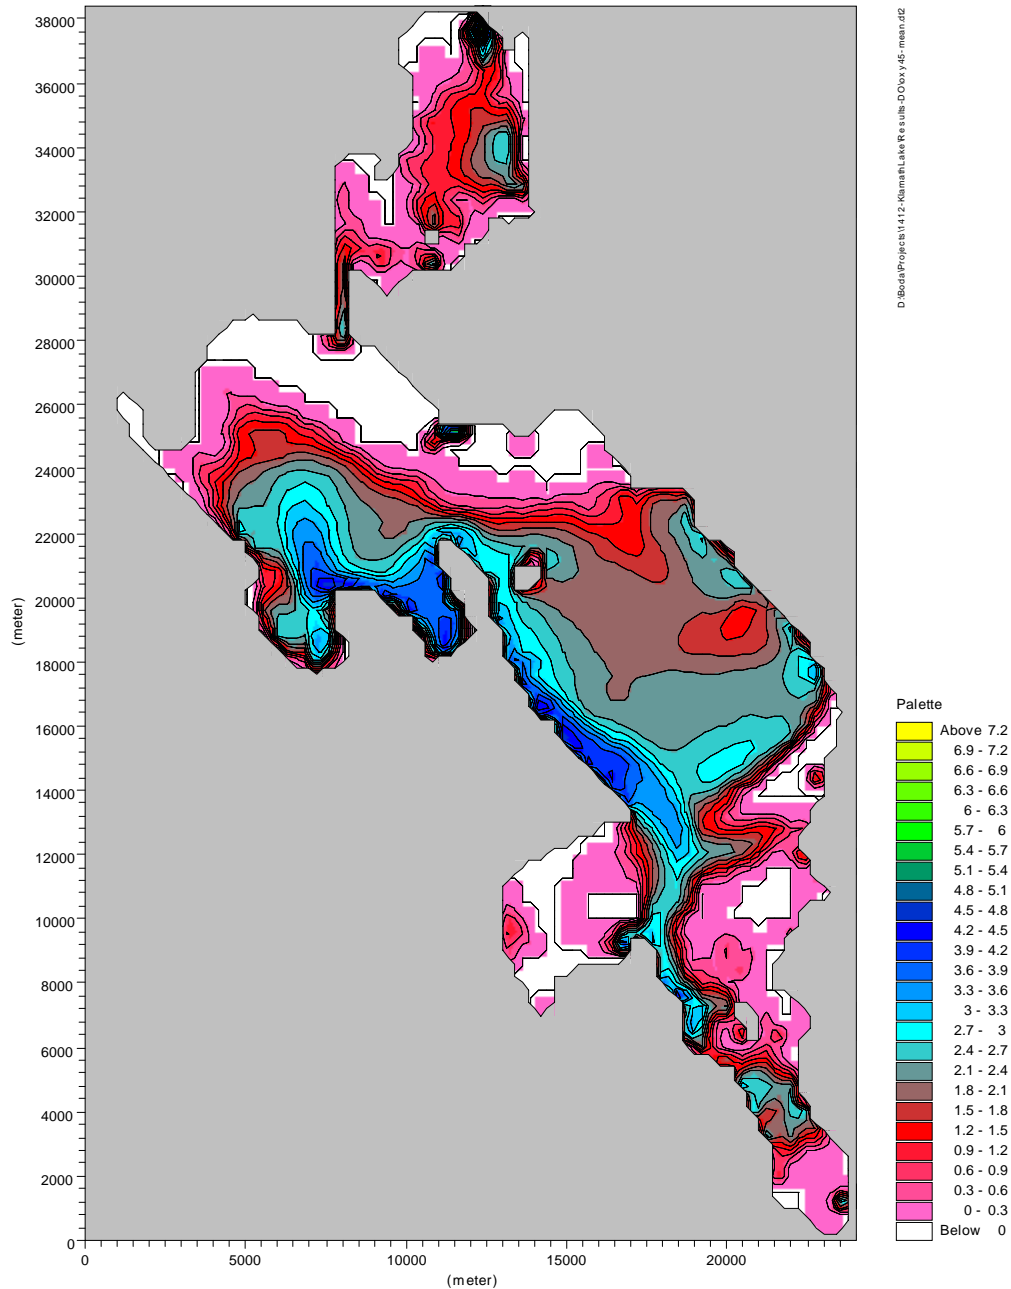 38000
36000
34000
32000
30000
28000
26000
24000
22000
20000
18000
16000
14000
12000
10000
8000
6000
4000
2000
0
(meter)
0
5000
10000
15000
20000
(meter)
D:\Boda\Projects\1412-KlamathLake\Results-DO\oxy45-mean.dt2
Palette
Above 7.2
6.9 - 7.2
6.6 - 6.9
6.3 - 6.6
6 - 6.3
5.7 - 6
5.4 - 5.7
5.1 - 5.4
4.8 - 5.1
4.5 - 4.8
4.2 - 4.5
3.9 - 4.2
3.6 - 3.9
3.3 - 3.6
3 - 3.3
2.7 - 3
2.4 - 2.7
2.1 - 2.4
1.8 - 2.1
1.5 - 1.8
1.2 - 1.5
0.9 - 1.2
0.6 - 0.9
0.3 - 0.6
0 - 0.3
Below 0